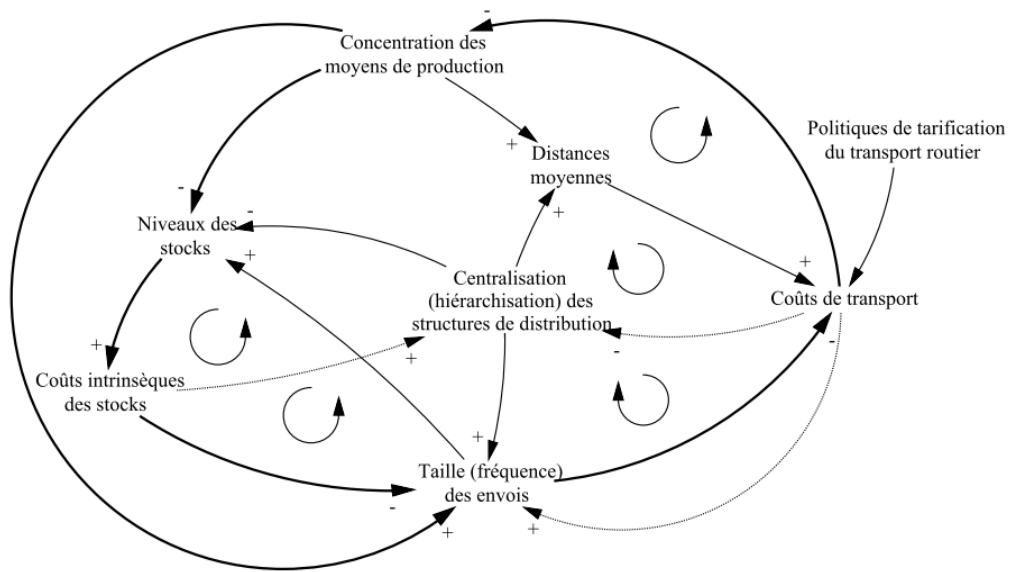 -
Concentration des
moyens de production
Politiques de tarification
du transport routier
+
Distances
moyennes
-
-
+
Niveaux des
stocks
+
+
Centralisation
(hiérarchisation) des
structures de distribution
Coûts de transport
+
-
-
+
Coûts intrinsèques
des stocks
+
Taille (fréquence)
des envois
-
+
+